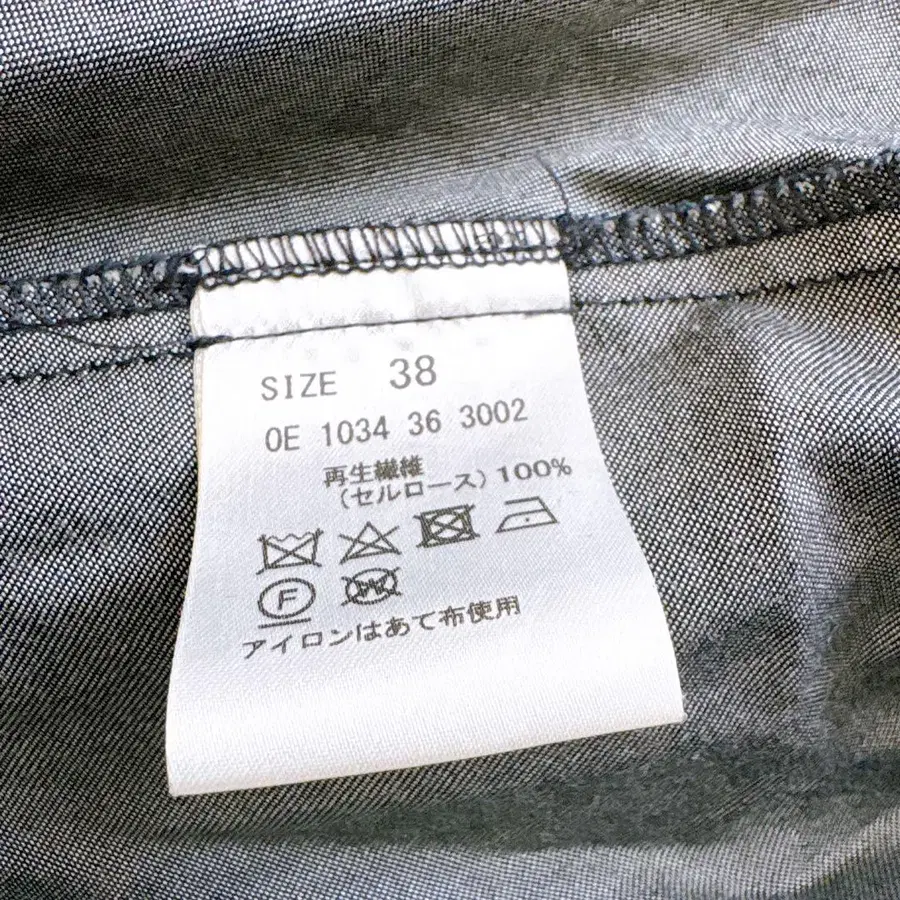 SIZE 38
OE 1034 36 3002
再生繊維
(セルロース) 100%
F
W
アイロンはあて布使用